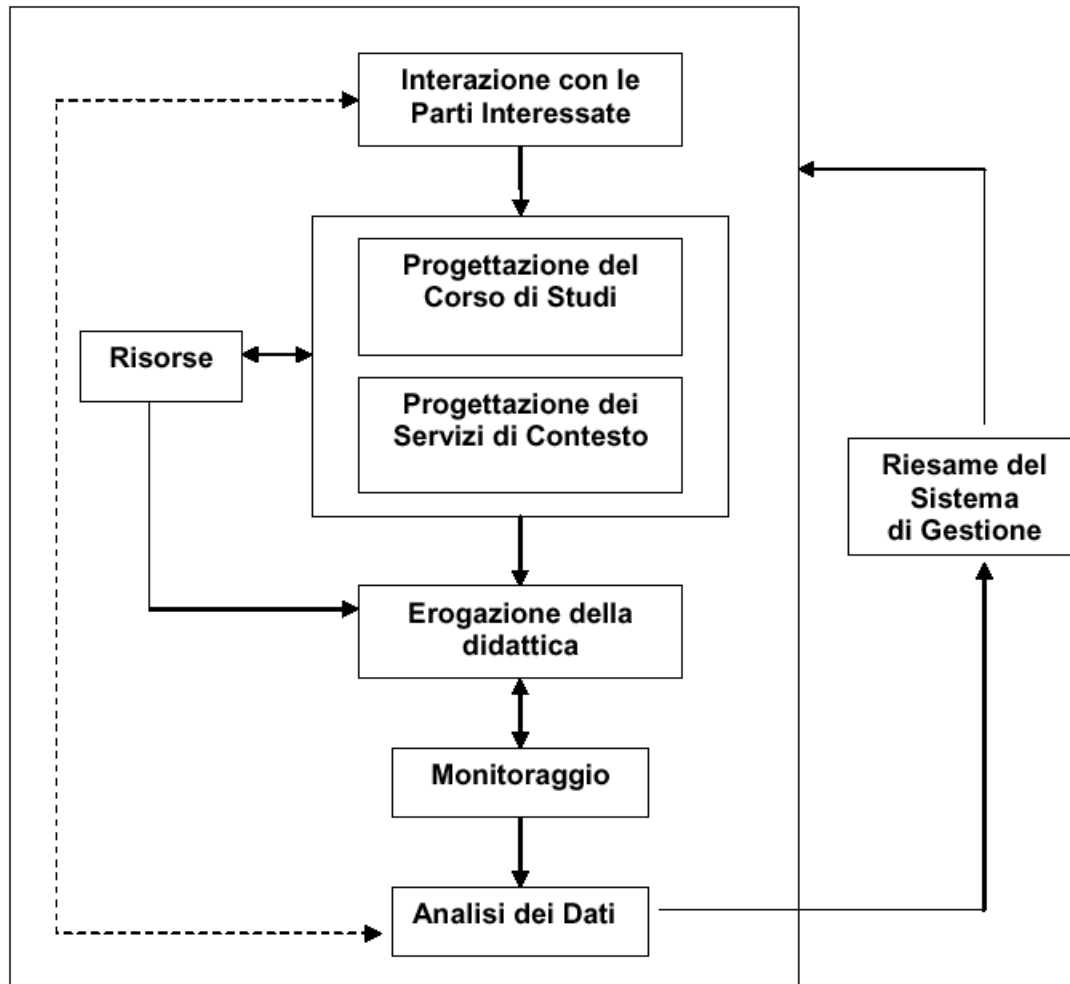 Interazione con le
Parti Interessate
Progettazione del
Corso di Studi
Risorse
Progettazione dei
Servizi di Contesto
Riesame del
Sistema
di Gestione
Erogazione della
didattica
Monitoraggio
Analisi dei Dati